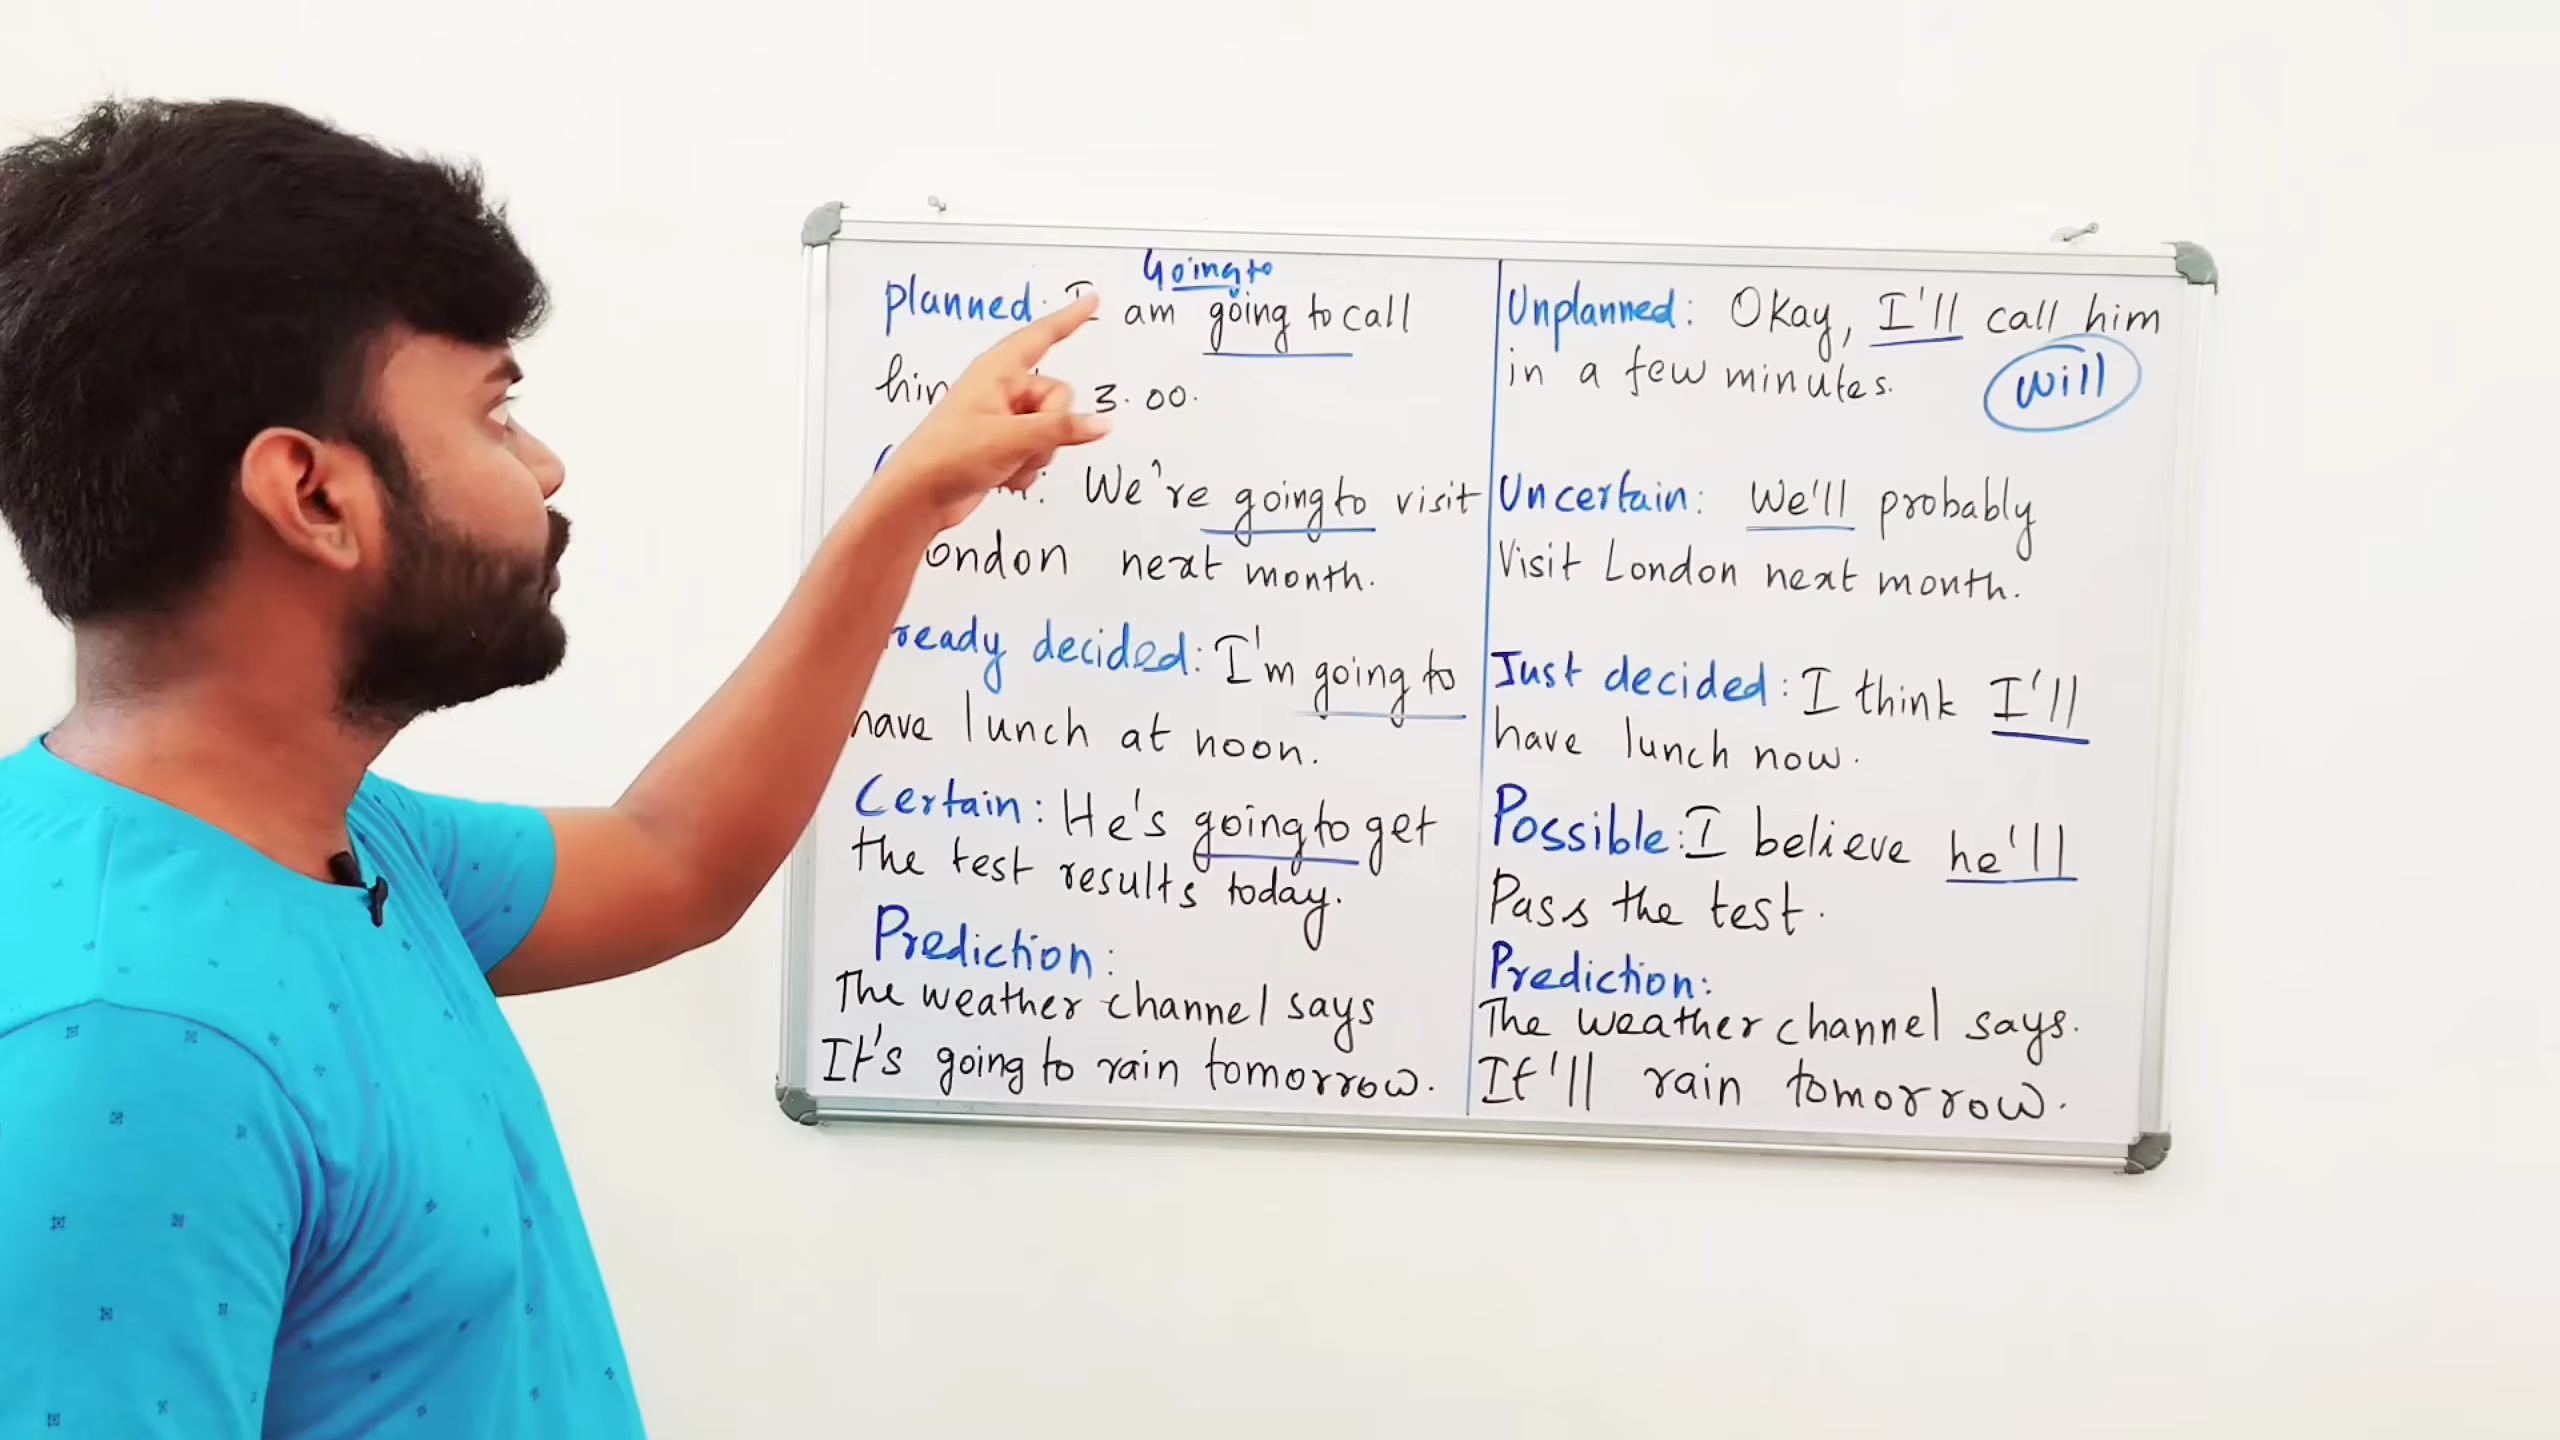 Going to
Planned: I am going to call
3.00.
We're going to visit
London next month.
Already decided: I'm going to
have lunch at noon.
Certain: He's going to get
the test results today.
Prediction:
The weather channel says
It's going to rain tomorrow.
Unplanned: Okay, I'll call him
in a few minutes.
Will
Uncertain: We'll probably
Visit London next month.
Just decided: I think I'll
have lunch now.
Possible: I believe he'll
Pass the test.
Prediction:
The weather channel says.
It'll rain tomorrow.